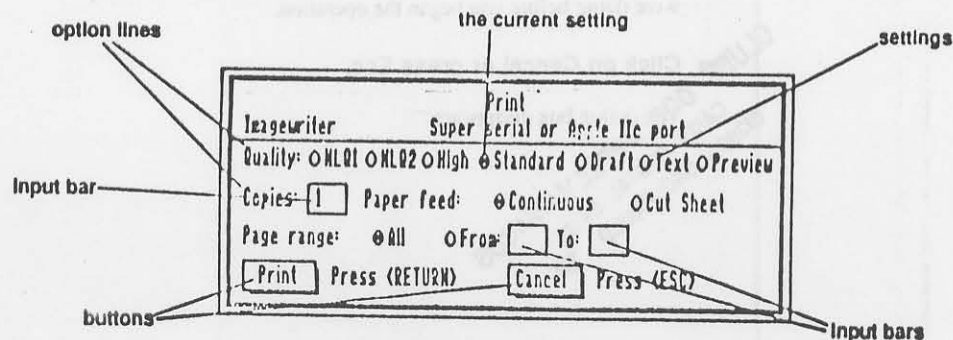 the current setting
option lines
settings
Print
Imagewriter Super serial or Apple IIc port
Quality: NLQ1 NLQ2 High Standard Draft Text Preview
Input bar
Copies: 1 Paper feed: Continuous Cut Sheet
Page range: All From: To:
Print Press <RETURN> Cancel Press <ESC>
buttons
Input bars